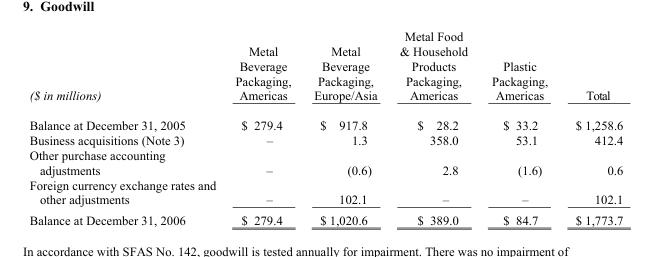 9. Goodwill
Metal Food
Metal Metal & Household
Beverage Beverage Products Plastic
Packaging, Packaging, Packaging, Packaging,
($ in millions) Americas Europe/Asia Americas Americas Total
Balance at December 31, 2005 $ 279.4 $ 917.8 $ 28.2 $ 33.2 $ 1,258.6
Business acquisitions (Note 3) – 1.3 358.0 53.1 412.4
Other purchase accounting
adjustments – (0.6) 2.8 (1.6) 0.6
Foreign currency exchange rates and
other adjustments – 102.1 – – 102.1
Balance at December 31, 2006 $ 279.4 $ 1,020.6 $ 389.0 $ 84.7 $ 1,773.7
In accordance with SFAS No. 142, goodwill is tested annually for impairment. There was no impairment of